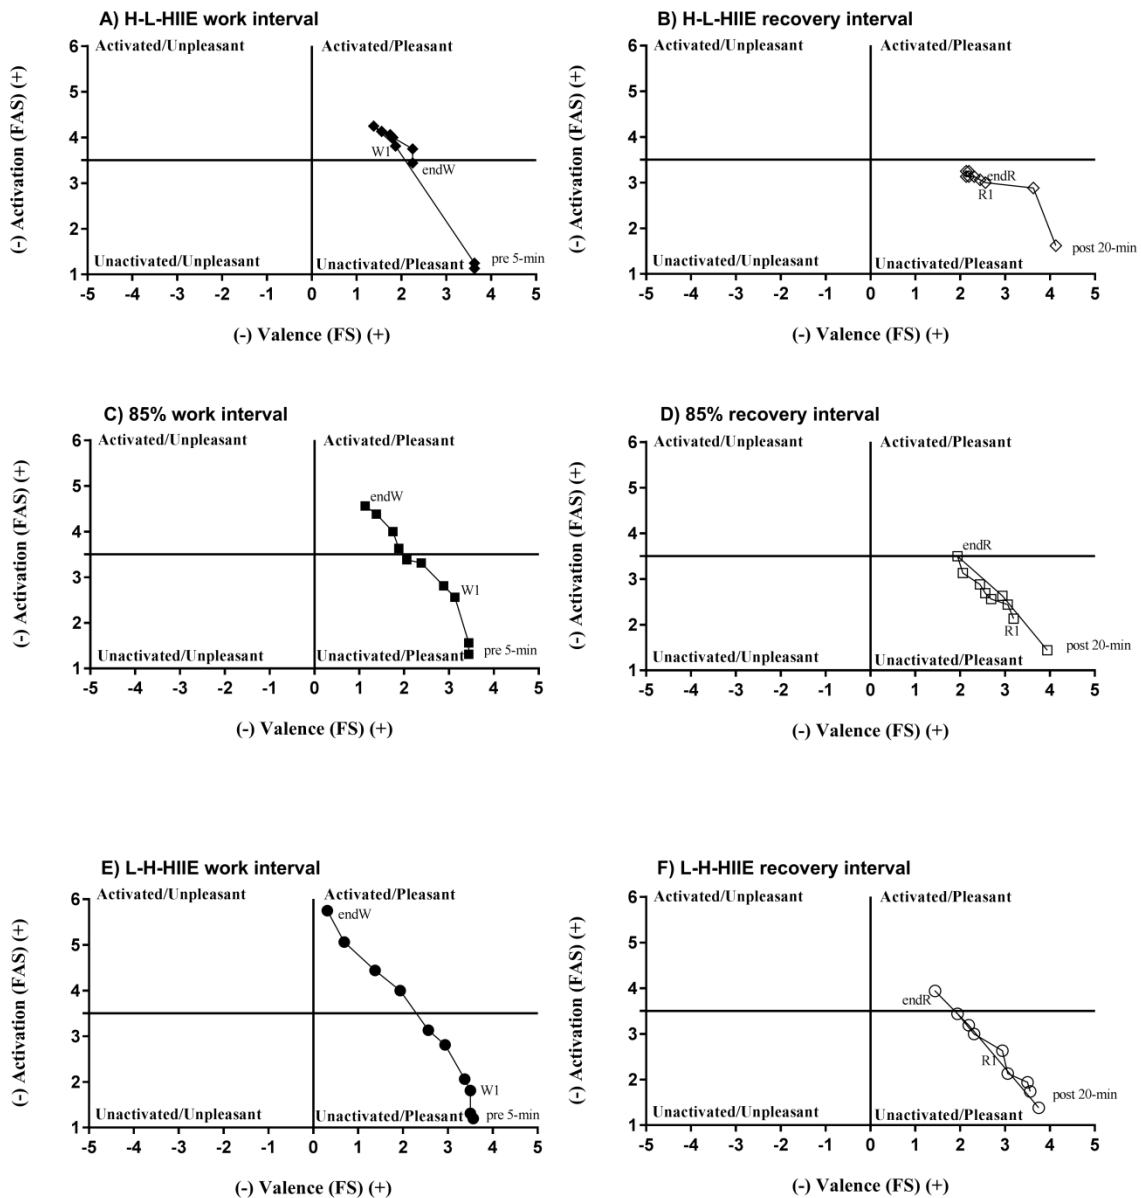 A) H-L-HIIE work interval
B) H-L-HIIE recovery interval
Activated/Unpleasant
Activated/Pleasant
Activated/Unpleasant
Activated/Pleasant
(-) Activation (FAS) (+)
6
5
4
3
2
1
W1
endW
pre 5-min
Unactivated/Unpleasant
Unactivated/Pleasant
-5 -4 -3 -2 -1 0 1 2 3 4 5
(-) Valence (FS) (+)
(-) Activation (FAS) (+)
6
5
4
3
2
1
endR
R1
post 20-min
Unactivated/Unpleasant
Unactivated/Pleasant
-5 -4 -3 -2 -1 0 1 2 3 4 5
(-) Valence (FS) (+)
C) 85% work interval
D) 85% recovery interval
Activated/Unpleasant
Activated/Pleasant
Activated/Unpleasant
Activated/Pleasant
(-) Activation (FAS) (+)
6
5
4
3
2
1
endW
W1
pre 5-min
Unactivated/Unpleasant
Unactivated/Pleasant
-5 -4 -3 -2 -1 0 1 2 3 4 5
(-) Valence (FS) (+)
(-) Activation (FAS) (+)
6
5
4
3
2
1
endR
R1
post 20-min
Unactivated/Unpleasant
Unactivated/Pleasant
-5 -4 -3 -2 -1 0 1 2 3 4 5
(-) Valence (FS) (+)
E) L-H-HIIE work interval
F) L-H-HIIE recovery interval
Activated/Unpleasant
Activated/Pleasant
Activated/Unpleasant
Activated/Pleasant
(-) Activation (FAS) (+)
6
5
4
3
2
1
endW
W1
pre 5-min
Unactivated/Unpleasant
Unactivated/Pleasant
-5 -4 -3 -2 -1 0 1 2 3 4 5
(-) Valence (FS) (+)
(-) Activation (FAS) (+)
6
5
4
3
2
1
endR
R1
post 20-min
Unactivated/Unpleasant
Unactivated/Pleasant
-5 -4 -3 -2 -1 0 1 2 3 4 5
(-) Valence (FS) (+)